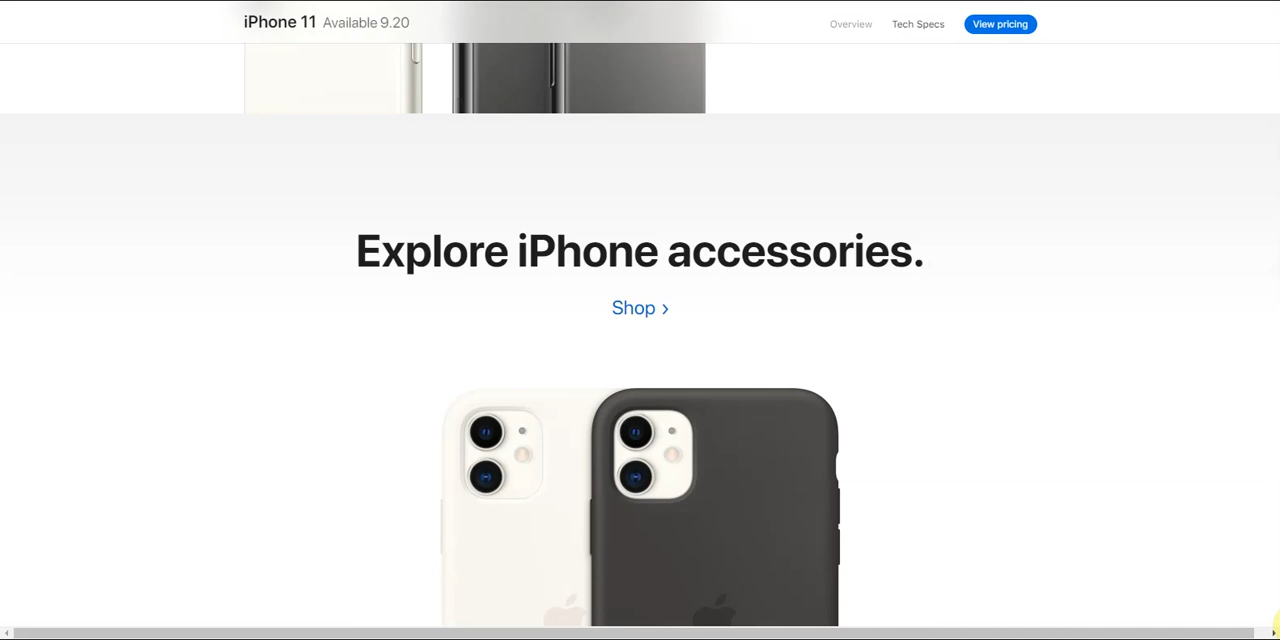 iPhone 11 Available 9.20
Overview Tech Specs View pricing
Explore iPhone accessories.
Shop >